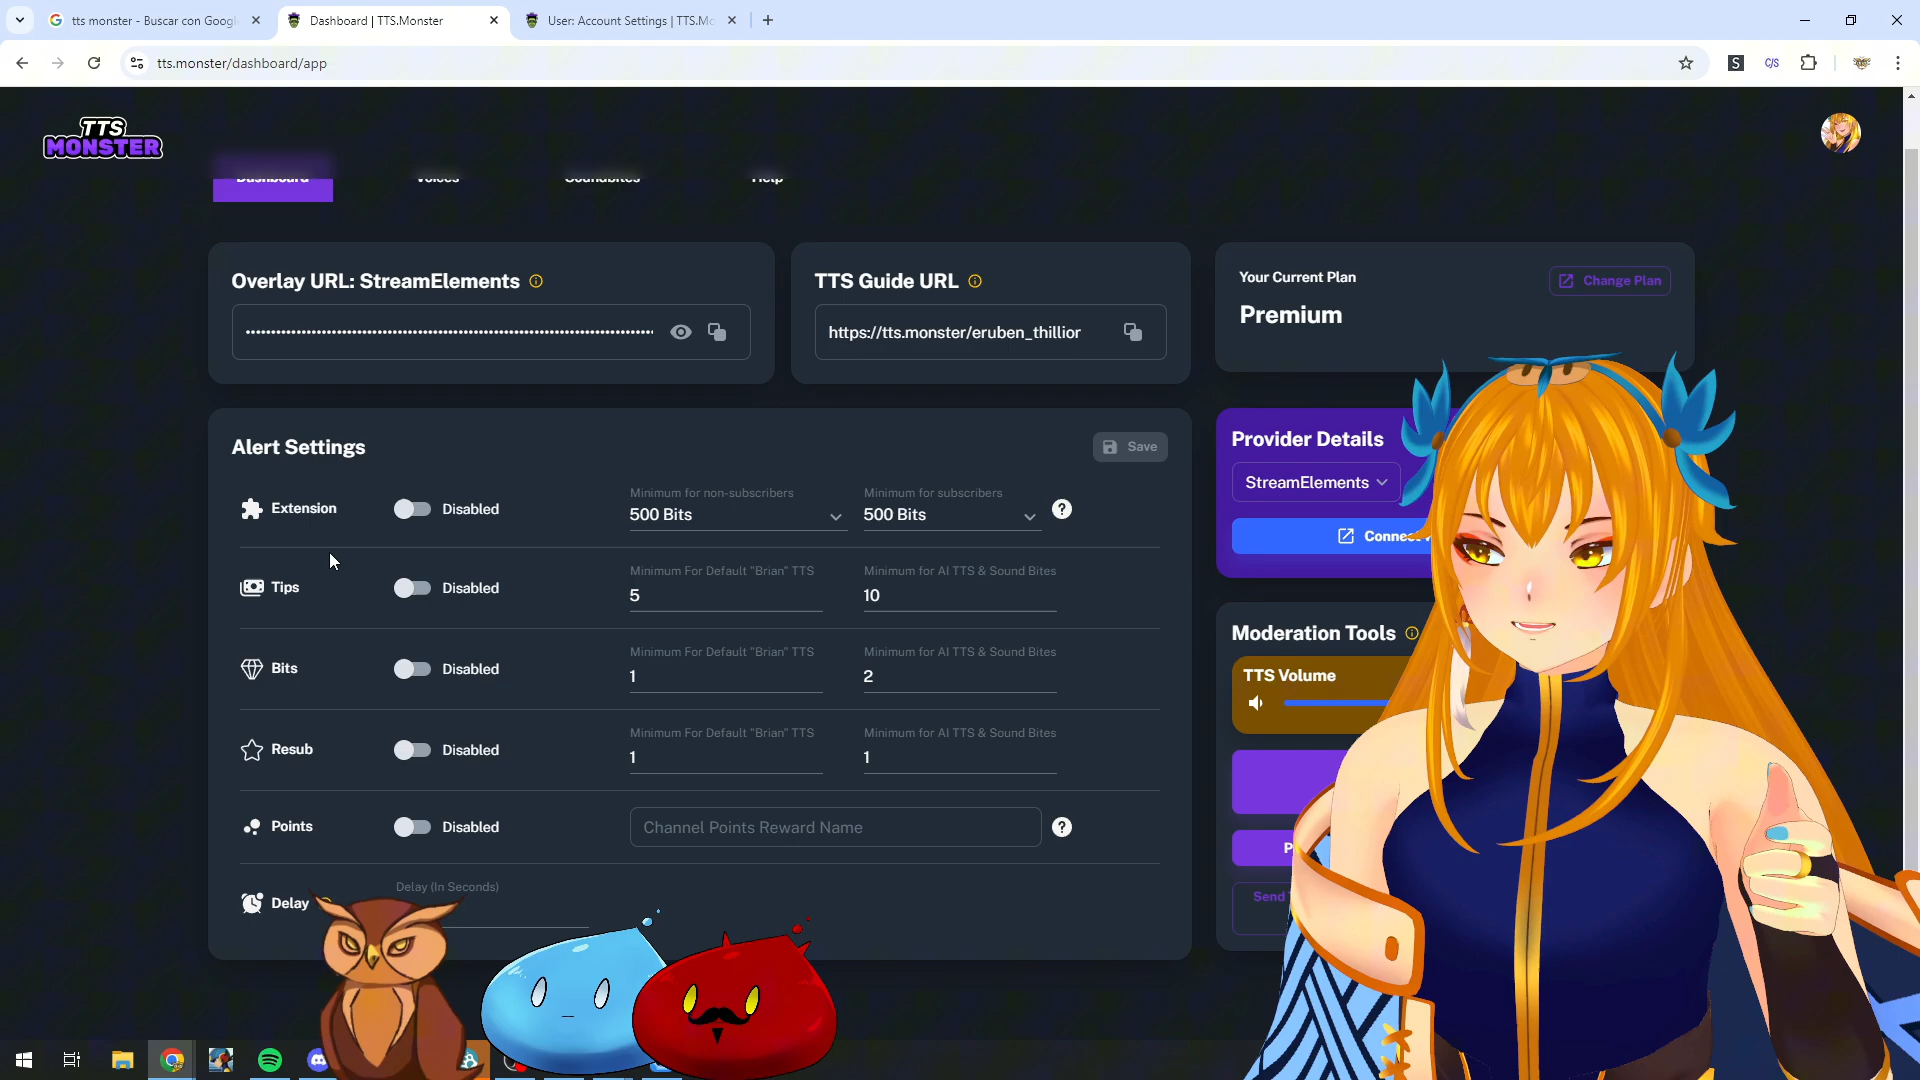 tts monster - Buscar con Googl
Dashboard | TTS.Monster
User: Account Settings | TTS.Mo
tts.monster/dashboard/app
S
C/S
TTS
MONSTER
Dashboard
Voices
Soundbites
Help
Overlay URL: StreamElements
TTS Guide URL
https://tts.monster/eruben_thillior
Your Current Plan
Change Plan
Premium
Alert Settings
Save
Extension
Disabled
Minimum for non-subscribers
500 Bits
Minimum for subscribers
500 Bits
?
Tips
Disabled
Minimum For Default "Brian" TTS
5
Minimum for AI TTS & Sound Bites
10
Bits
Disabled
Minimum For Default "Brian" TTS
1
Minimum for AI TTS & Sound Bites
2
Resub
Disabled
Minimum For Default "Brian" TTS
1
Minimum for AI TTS & Sound Bites
1
Points
Disabled
Channel Points Reward Name
?
Delay
Delay (In Seconds)
Provider Details
StreamElements
Connect
Moderation Tools
TTS Volume
P
Send